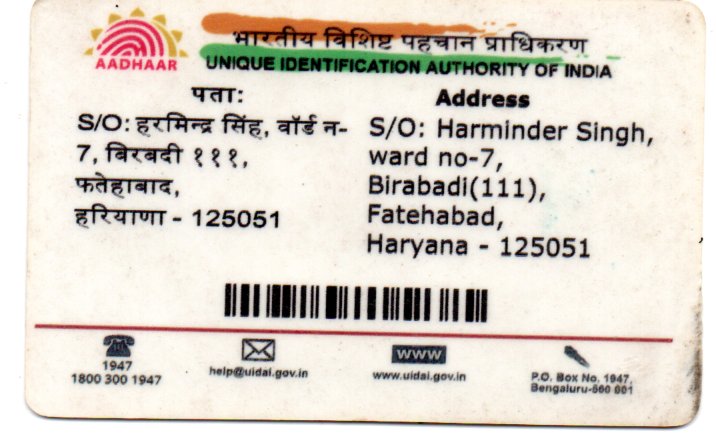 AADHAAR
भारतीय विशिष्ट पहचान प्राधिकरण
UNIQUE IDENTIFICATION AUTHORITY OF INDIA
पता:
S/O: हरमिन्द्र सिंह, वॉर्ड न-
7, बिरबदी १११,
फतेहाबाद,
हरियाणा - 125051
Address
S/O: Harminder Singh,
ward no-7,
Birabadi(111),
Fatehabad,
Haryana - 125051
1947
1800 300 1947
help@uidai.gov.in
www
www.uidai.gov.in
P.O. Box No. 1947,
Bengaluru-560 001